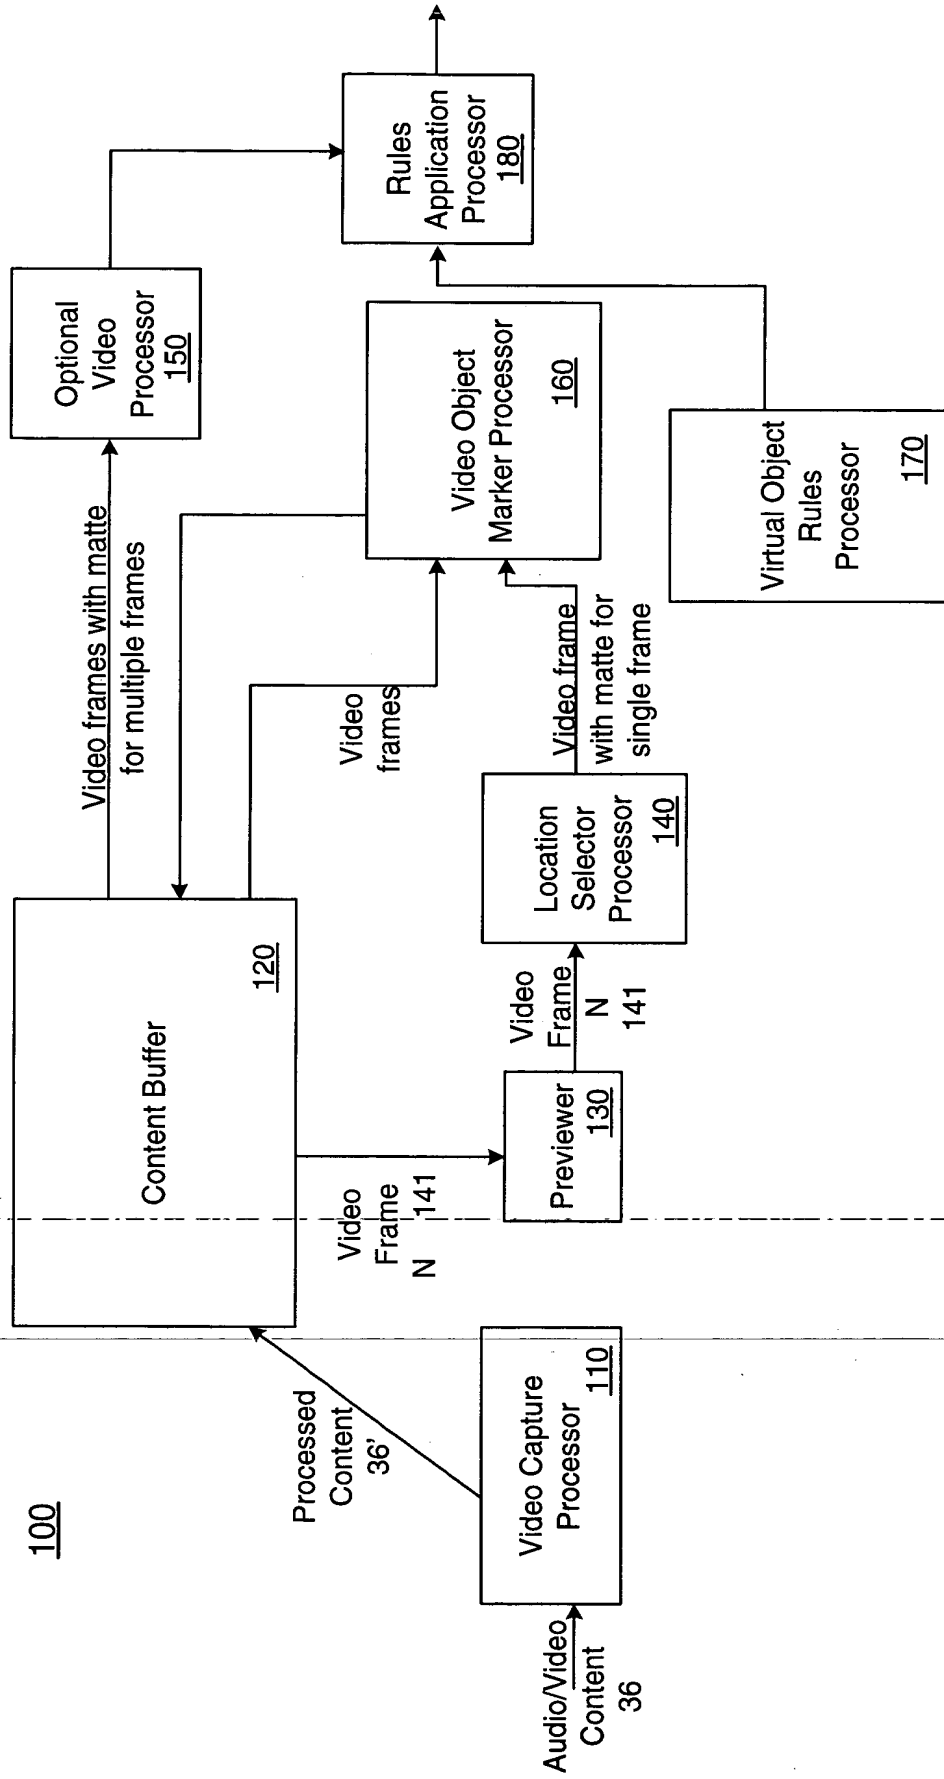 100
Audio/Video
Content
36
Video Capture
Processor
110
Processed
Content
36'
Content Buffer
120
Video
Frame
N
141
Previewer
130
Video
Frame
N
141
Location
Selector
Processor
140
Video frame
with matte for
single frame
Video
frames
Video frames with matte
for multiple frames
Optional
Video
Processor
150
Video Object
Marker Processor
160
Virtual Object
Rules
Processor
170
Rules
Application
Processor
180